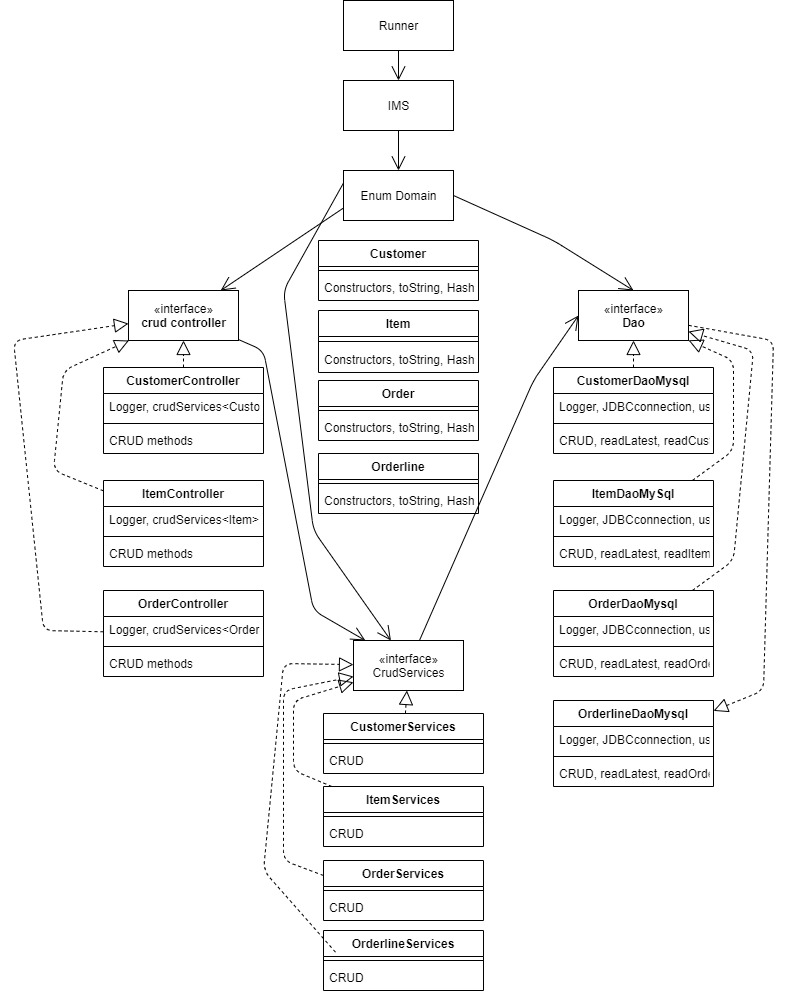 Runner
IMS
Enum Domain
Customer
Constructors, toString, Hash
Item
Constructors, toString, Hash
Order
Constructors, toString, Hash
Orderline
Constructors, toString, Hash
«interface»
crud controller
CustomerController
Logger, crudServices<Custo
CRUD methods
ItemController
Logger, crudServices<Item>
CRUD methods
OrderController
Logger, crudServices<Order
CRUD methods
«interface»
Dao
CustomerDaoMysql
Logger, JDBCconnection, us
CRUD, readLatest, readCus
ItemDaoMySql
Logger, JDBCconnection, us
CRUD, readLatest, readItem
OrderDaoMysql
Logger, JDBCconnection, us
CRUD, readLatest, readOrd
OrderlineDaoMysql
Logger, JDBCconnection, us
CRUD, readLatest, readOrd
«interface»
CrudServices
CustomerServices
CRUD
ItemServices
CRUD
OrderServices
CRUD
OrderlineServices
CRUD